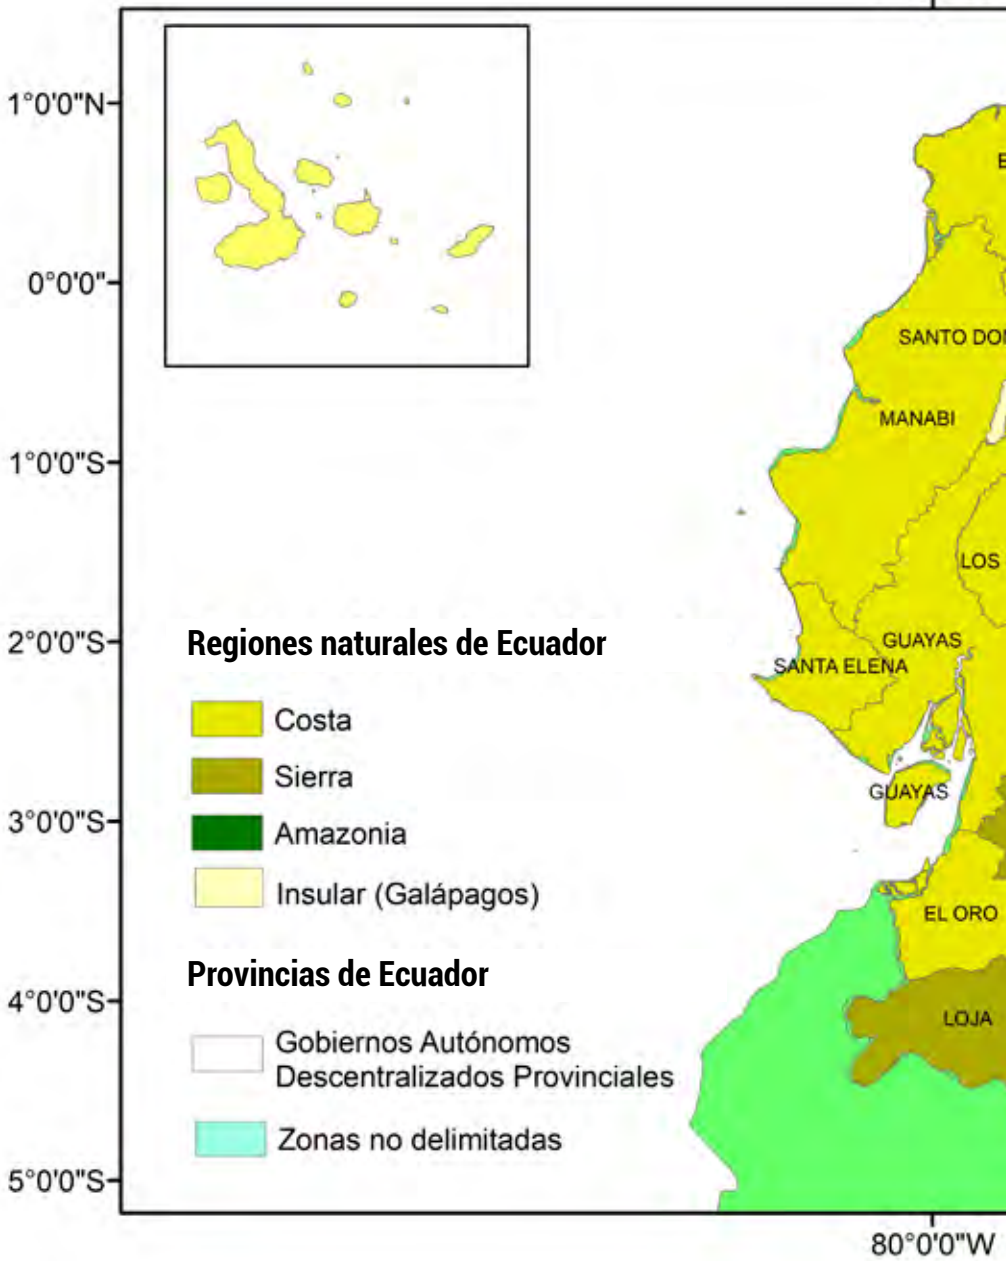 1°0'0"N
E
0°0'0"
SANTO DOM
MANABI
1°0'0"S
LOS
2°0'0"S
Regiones naturales de Ecuador
GUAYAS
SANTA ELENA
Costa
Sierra
GUAYAS
3°0'0"S
Amazonia
Insular (Galápagos)
EL ORO
Provincias de Ecuador
4°0'0"S
LOJA
Gobiernos Autónomos
Descentralizados Provinciales
Zonas no delimitadas
5°0'0"S
80°0'0"W